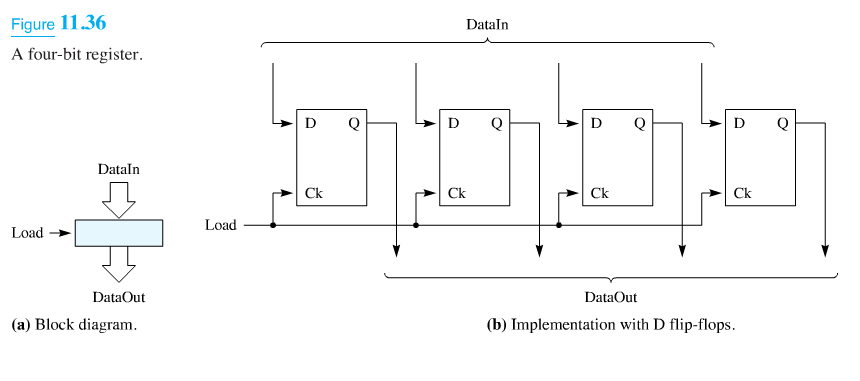 Figure 11.36
A four-bit register.
DataIn
Load
DataOut
(a) Block diagram.
DataIn
D Q D Q D Q D Q
Ck Ck Ck Ck
Load
DataOut
(b) Implementation with D flip-flops.